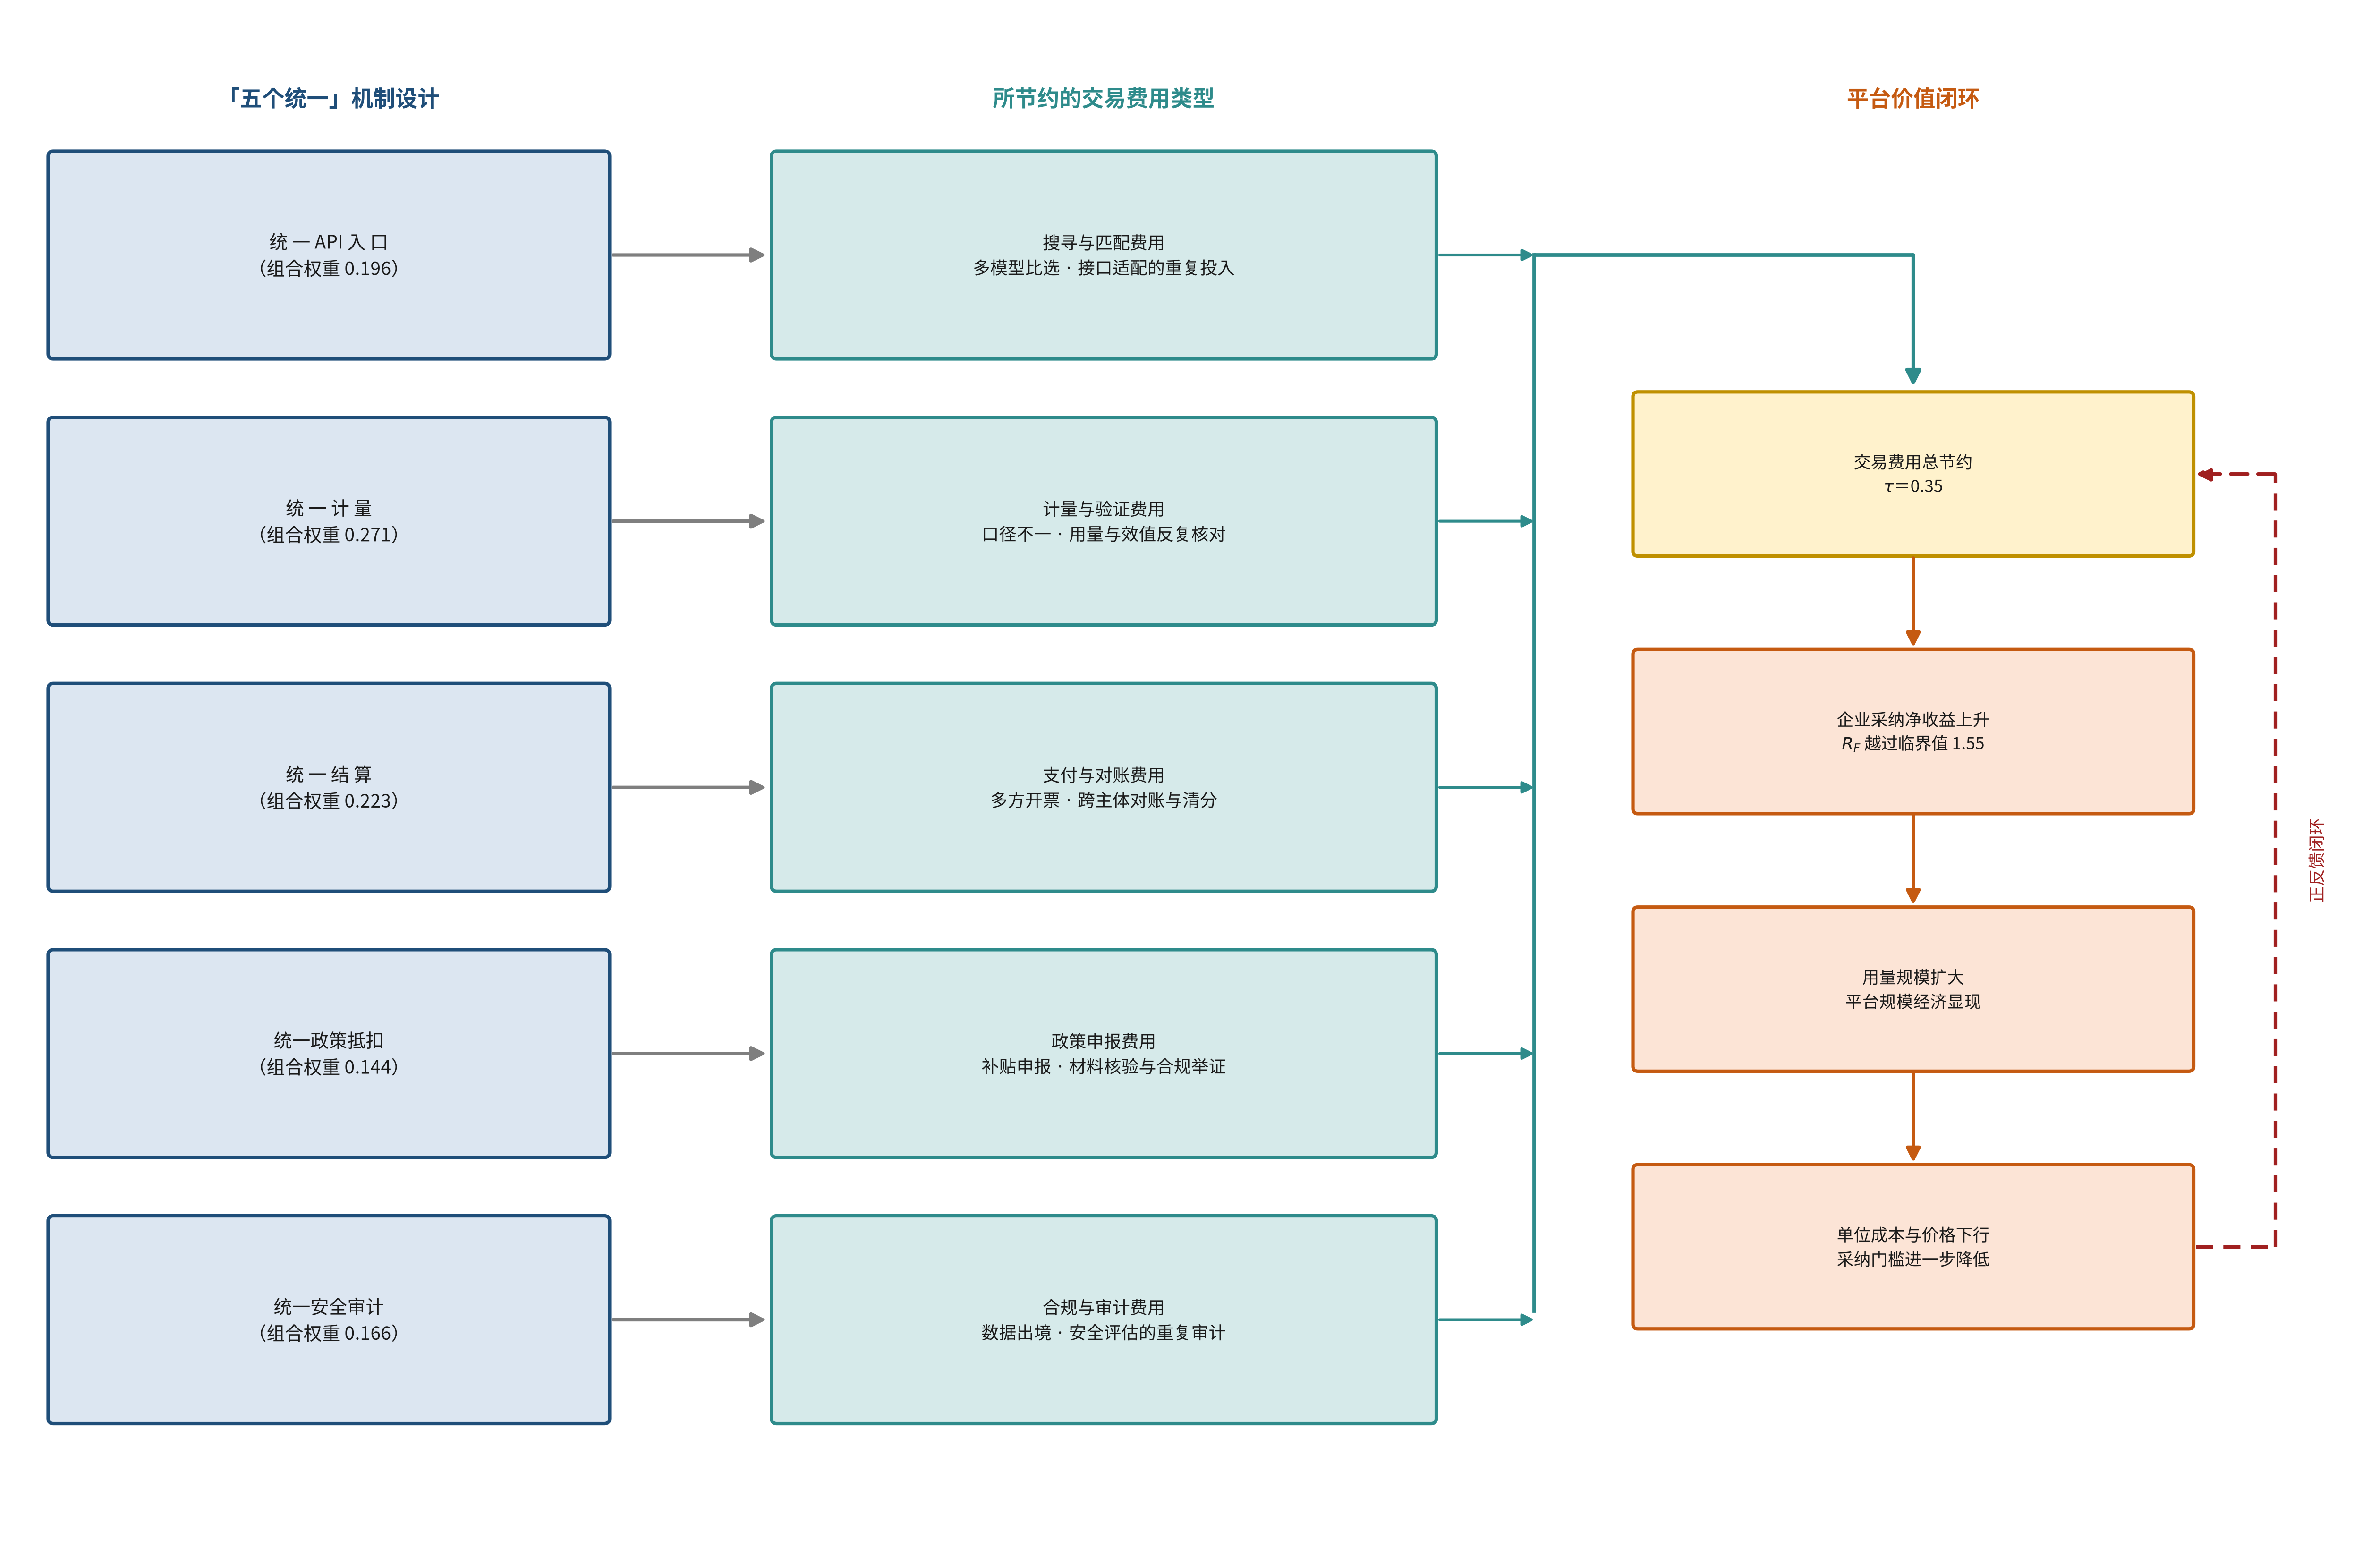 「五个统一」机制设计
统 一 API 入 口
（组合权重 0.196）
统 一 计 量
（组合权重 0.271）
统 一 结 算
（组合权重 0.223）
统一政策抵扣
（组合权重 0.144）
统一安全审计
（组合权重 0.166）
所节约的交易费用类型
搜寻与匹配费用
多模型比选 · 接口适配的重复投入
计量与验证费用
口径不一 · 用量与效值反复核对
支付与对账费用
多方开票 · 跨主体对账与清分
政策申报费用
补贴申报 · 材料核验与合规举证
合规与审计费用
数据出境 · 安全评估的重复审计
平台价值闭环
交易费用总节约
τ＝0.35
企业采纳净收益上升
R_F 越过临界值 1.55
用量规模扩大
平台规模经济显现
单位成本与价格下行
采纳门槛进一步降低
正反馈闭环